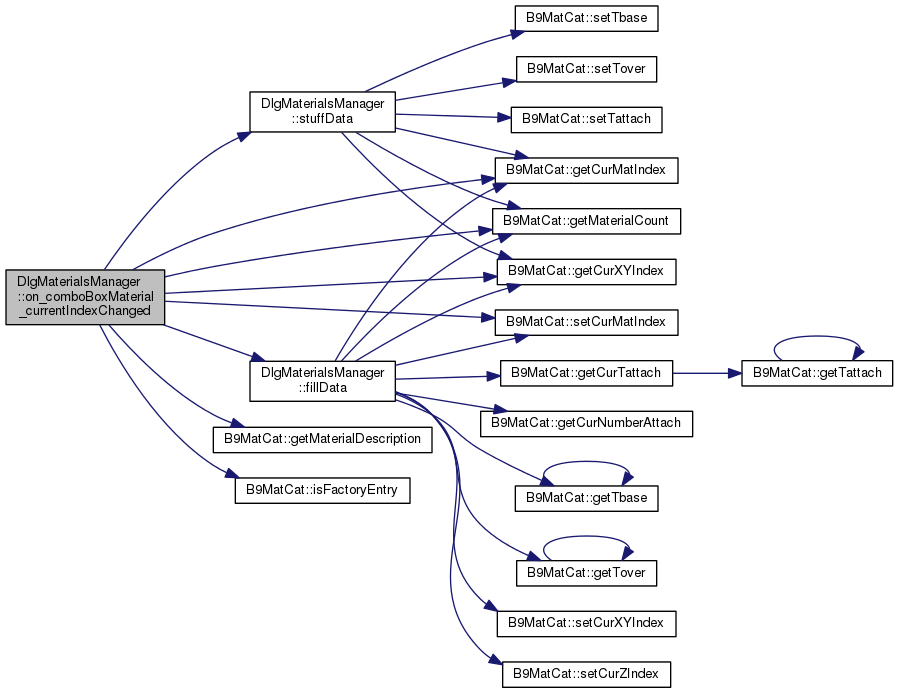 B9MatCat::setTbase
B9MatCat::setTover
DlgMaterialsManager
::stuffData
B9MatCat::setTattach
B9MatCat::getCurMatIndex
B9MatCat::getMaterialCount
DlgMaterialsManager
::on_comboBoxMaterial
_currentIndexChanged
B9MatCat::getCurXYIndex
B9MatCat::setCurMatIndex
DlgMaterialsManager
::fillData
B9MatCat::getCurTattach
B9MatCat::getTattach
B9MatCat::getCurNumberAttach
B9MatCat::getMaterialDescription
B9MatCat::isFactoryEntry
B9MatCat::getTbase
B9MatCat::getTover
B9MatCat::setCurXYIndex
B9MatCat::setCurZIndex